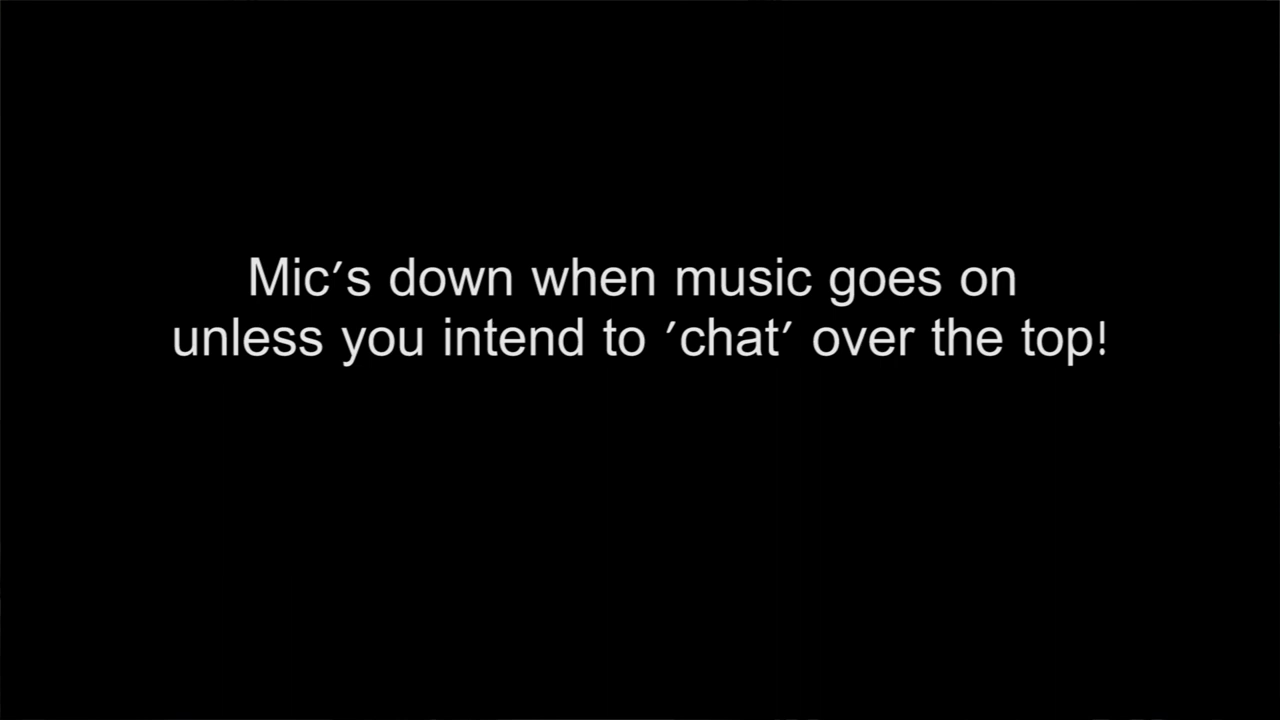 Mic's down when music goes on
unless you intend to 'chat' over the top!